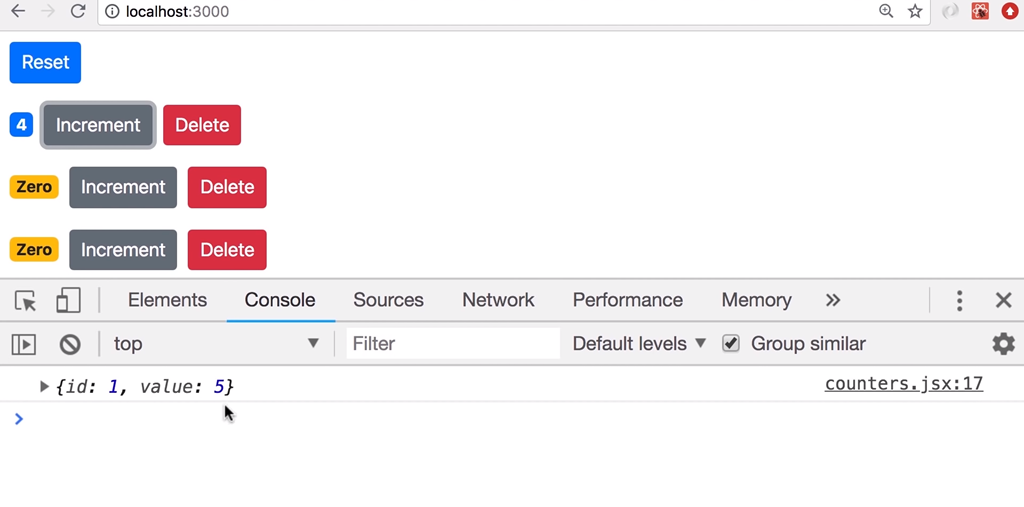 localhost:3000
Reset
4 Increment Delete
Zero Increment Delete
Zero Increment Delete
Elements Console Sources Network Performance Memory »
top ▼ Filter Default levels ▼ Group similar
{id: 1, value: 5} counters.jsx:17